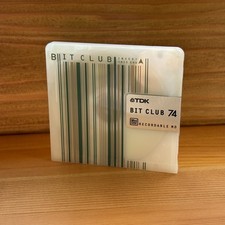 BIT CLUB A
TDK
BIT CLUB 74
RECORDABLE MD